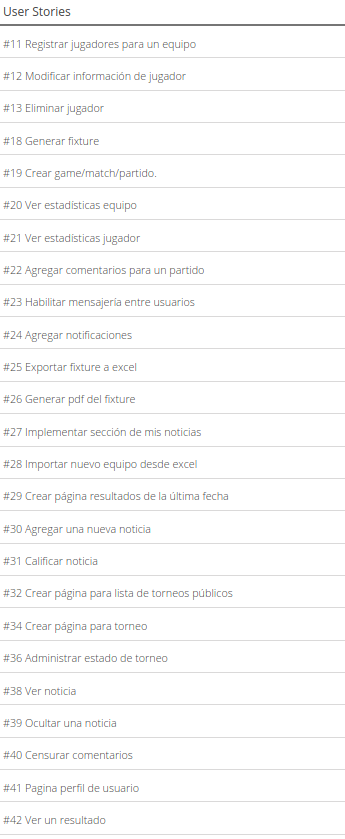 User Stories
#11 Registrar jugadores para un equipo
#12 Modificar información de jugador
#13 Eliminar jugador
#18 Generar fixture
#19 Crear game/match/partido.
#20 Ver estadísticas equipo
#21 Ver estadísticas jugador
#22 Agregar comentarios para un partido
#23 Habilitar mensajería entre usuarios
#24 Agregar notificaciones
#25 Exportar fixture a excel
#26 Generar pdf del fixture
#27 Implementar sección de mis noticias
#28 Importar nuevo equipo desde excel
#29 Crear página resultados de la última fecha
#30 Agregar una nueva noticia
#31 Calificar noticia
#32 Crear página para lista de torneos públicos
#34 Crear página para torneo
#36 Administrar estado de torneo
#38 Ver noticia
#39 Ocultar una noticia
#40 Censurar comentarios
#41 Pagina perfil de usuario
#42 Ver un resultado